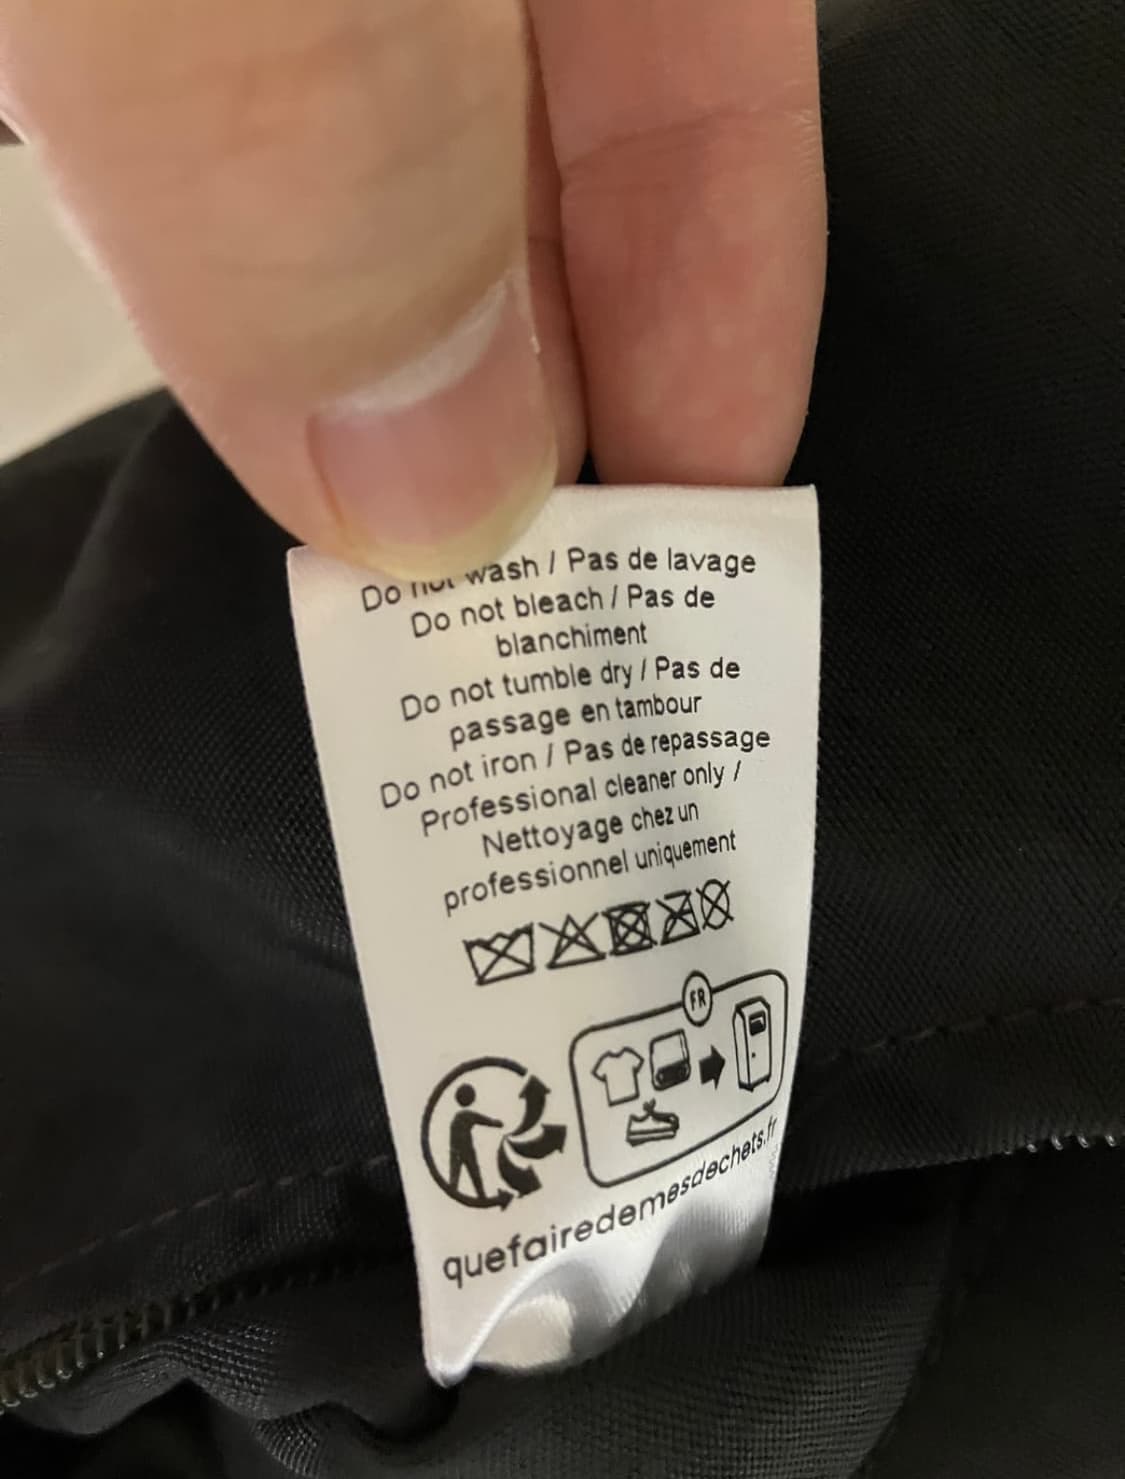 Do not wash / Pas de lavage
Do not bleach / Pas de
blanchiment
Do not tumble dry / Pas de
passage en tambour
Do not iron / Pas de repassage
Professional cleaner only /
Nettoyage chez un
professionnel uniquement
FR
quefairedemesdechets.fr